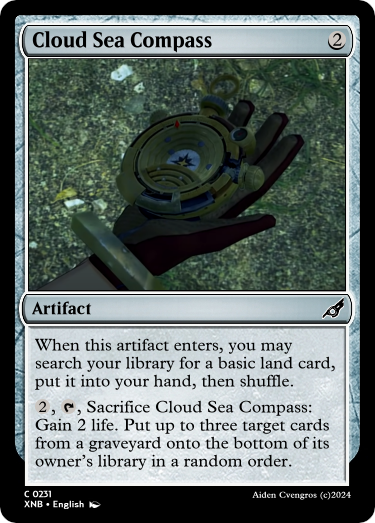 Cloud Sea Compass 2
Artifact
When this artifact enters, you may
search your library for a basic land card,
put it into your hand, then shuffle.
2, , Sacrifice Cloud Sea Compass:
Gain 2 life. Put up to three target cards
from a graveyard onto the bottom of its
owner's library in a random order.
C 0231
XNB • English Aiden Cvengros (c)2024